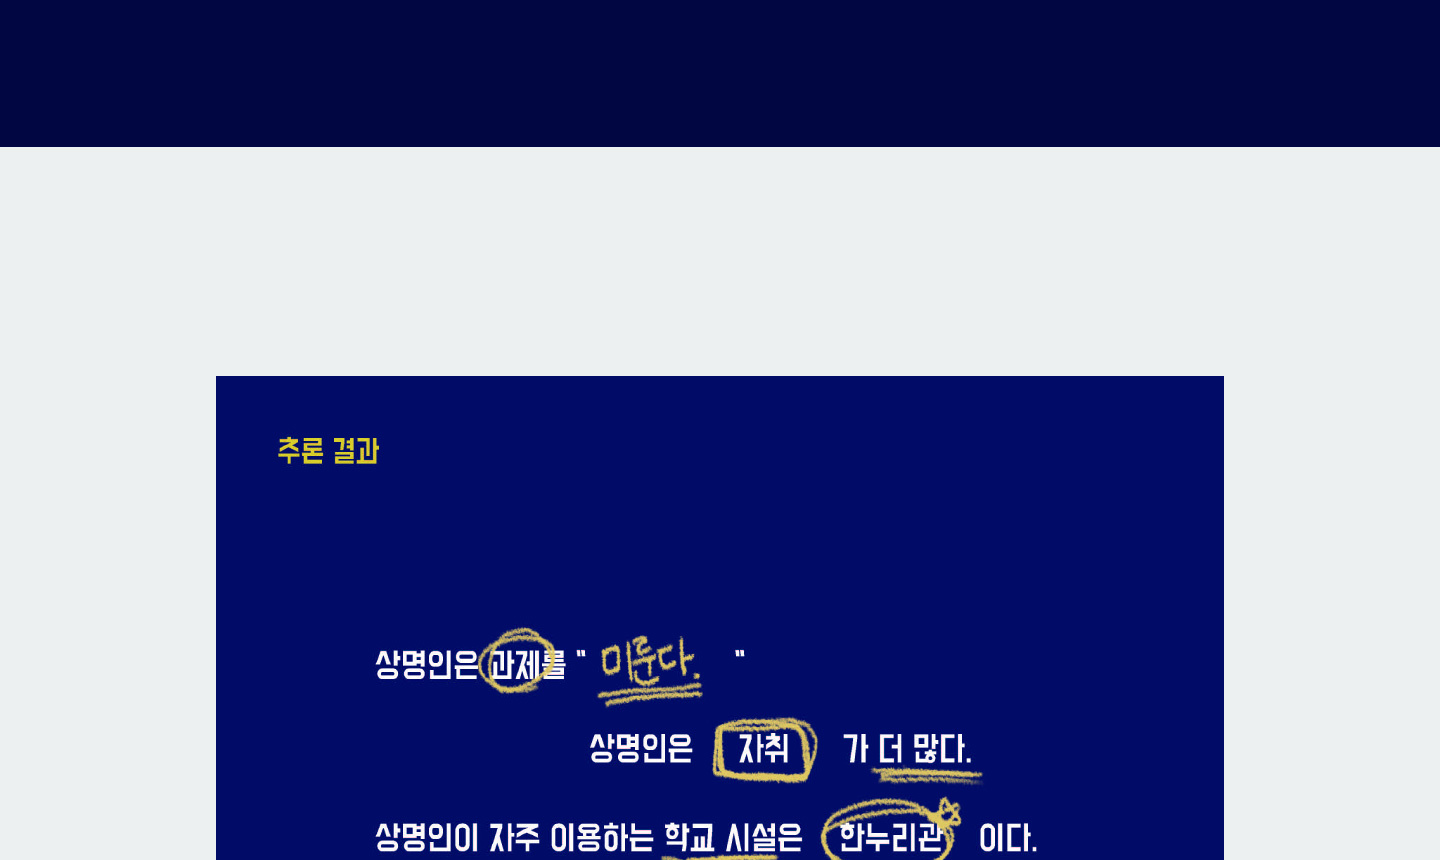 추론 결과
상명인은 과제를 " 미룬다. "
상명인은 자취 가 더 많다.
상명인이 자주 이용하는 학교 시설은 한누리관 이다.